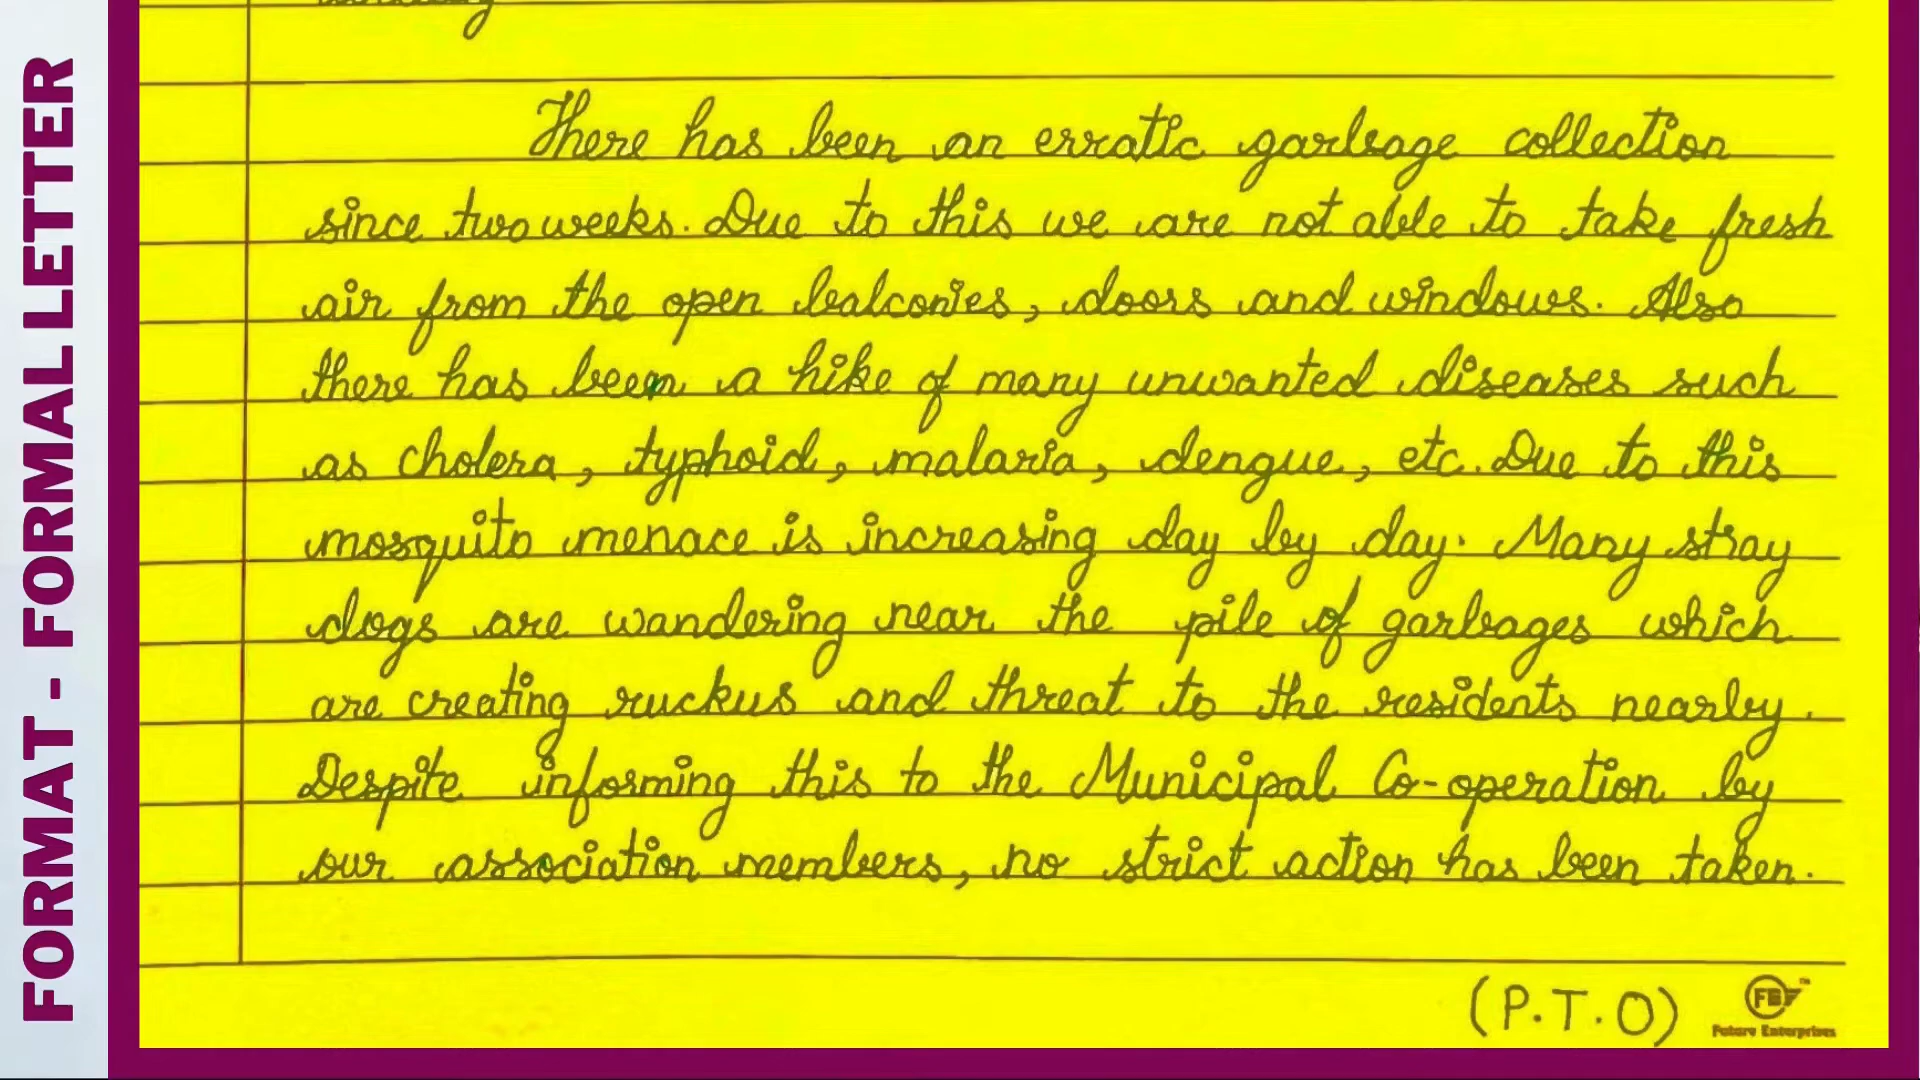 FORMAT - FORMAL LETTER
There has been an erratic garbage collection
since two weeks. Due to this we are not able to take fresh
air from the open balconies, doors and windows. Also
there has been a hike of many unwanted diseases such
as cholera, typhoid, malaria, dengue, etc. Due to this
mosquito menace is increasing day by day. Many stray
dogs are wandering near the pile of garbages which
are creating ruckus and threat to the residents nearby.
Despite informing this to the Municipal Co-operation by
our association members, no strict action has been taken.
(P.T.O)
FE
Future Enterprises